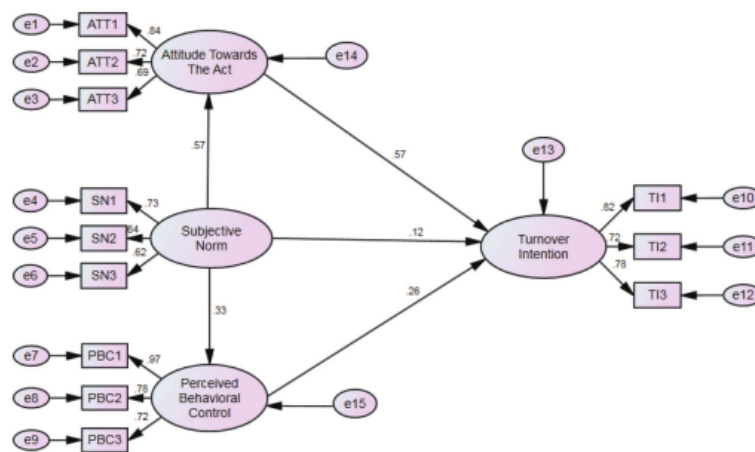 e1
ATT1
.84
e2
ATT2
.72
e3
ATT3
.69
Attitude Towards
The Act
e14
.57
.57
e13
e4
SN1
.73
e5
SN2
.64
e6
SN3
.62
Subjective
Norm
.12
Turnover
Intention
.82
TI1
e10
.72
TI2
e11
.78
TI3
e12
.33
.26
e7
PBC1
.97
e8
PBC2
.78
e9
PBC3
.72
Perceived
Behavioral
Control
e15